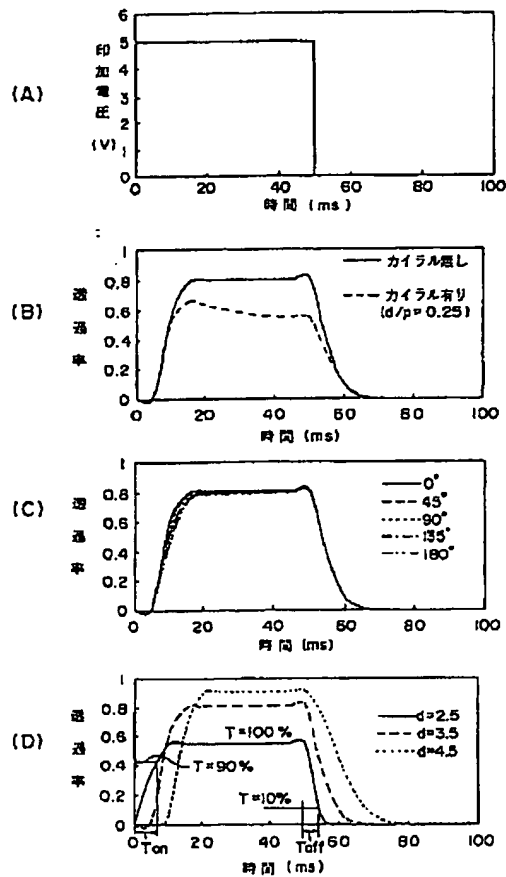 (A)
印加電圧 (V)
6
5
4
3
2
1
0
0 20 40 60 80 100
時間 (ms)
(B)
透過率
1
0.8
0.6
0.4
0.2
0
カイラル無し
カイラル有り
(d/p=0.25)
0 20 40 60 80 100
時間 (ms)
(C)
透過率
1
0.8
0.6
0.4
0.2
0
0°
45°
90°
135°
180°
0 20 40 60 80 100
時間 (ms)
(D)
透過率
1
0.8
0.6
0.4
0.2
0
d=2.5
d=3.5
d=4.5
T=100%
T=90%
T=10%
0 20 40 60 80 100
Ton
Toff
時間 (ms)